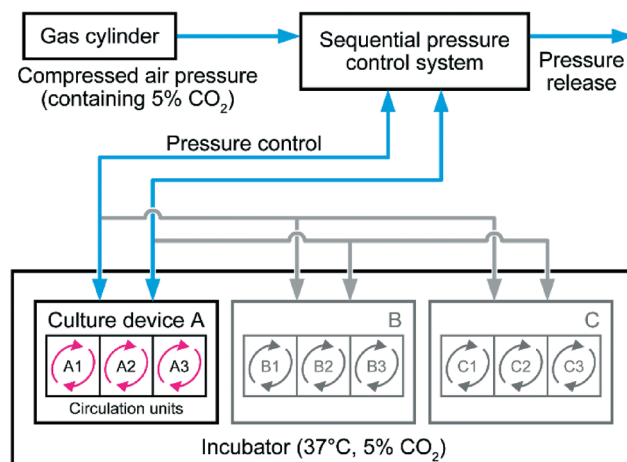 Gas cylinder
Compressed air pressure
(containing 5% CO₂)
Sequential pressure
control system
Pressure
release
Pressure control
Culture device A
A1 A2 A3
Circulation units
B
B1 B2 B3
C
C1 C2 C3
Incubator (37°C, 5% CO₂)